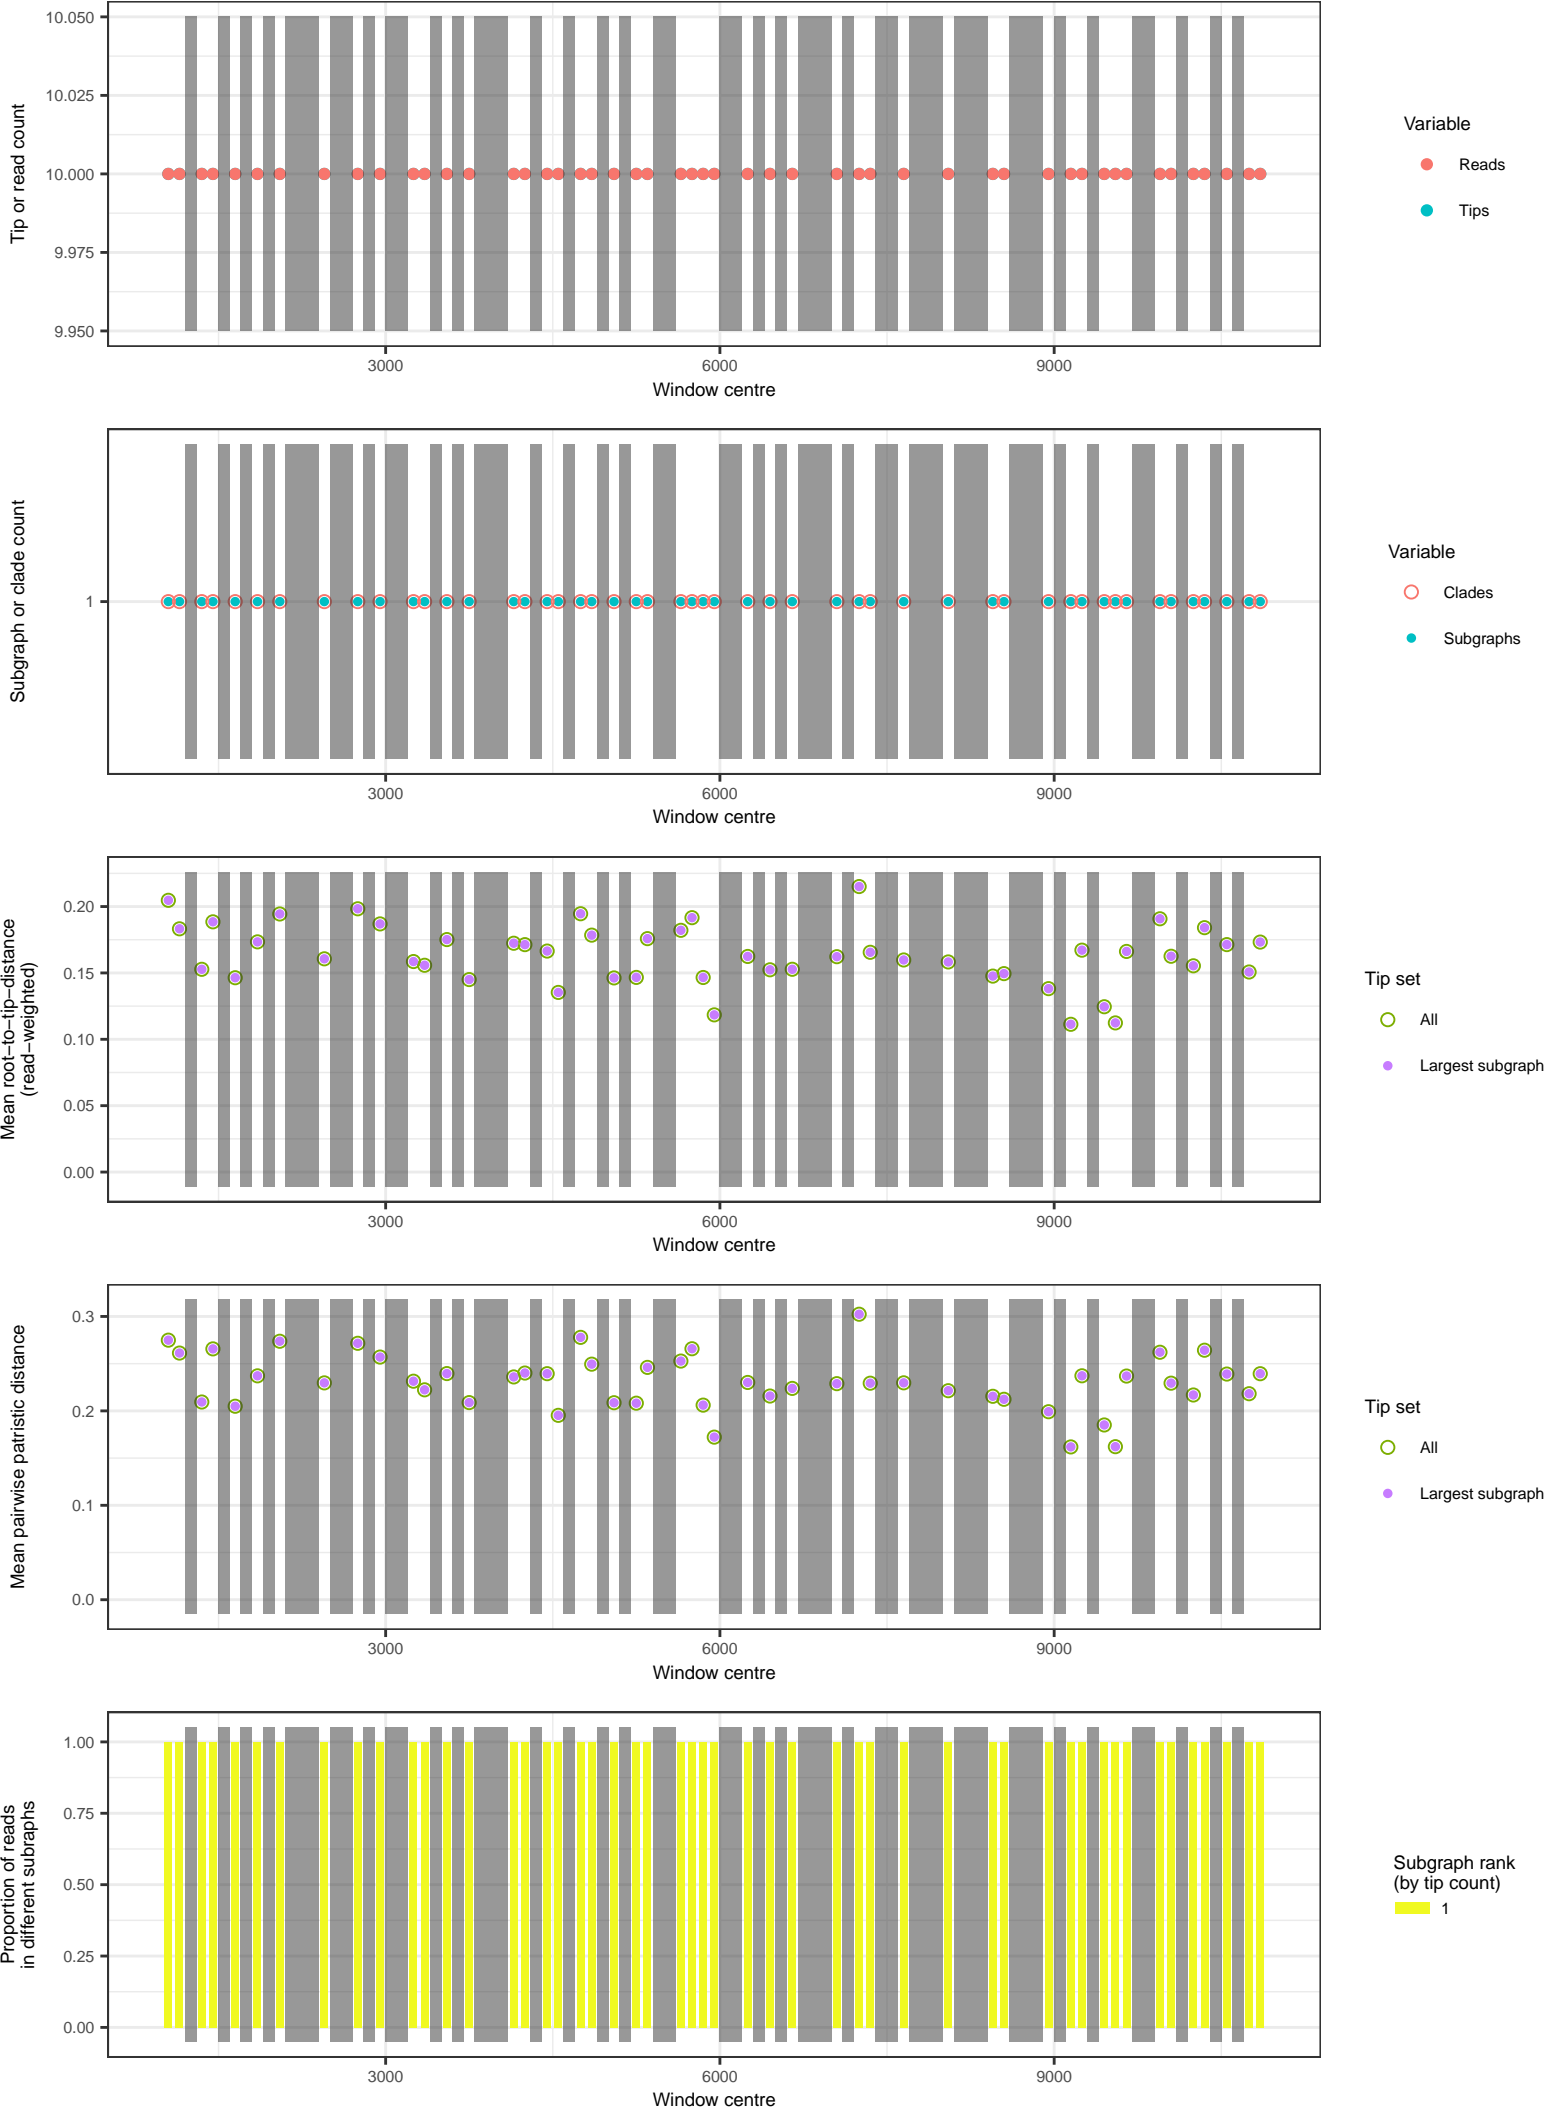 10.050
10.025
10.000
9.975
9.950
Tip or read count
3000
6000
9000
Window centre
Variable
Reads
Tips
1
Subgraph or clade count
3000
6000
9000
Window centre
Variable
Clades
Subgraphs
0.20
0.15
0.10
0.05
0.00
Mean root−to−tip−distance
(read−weighted)
3000
6000
9000
Window centre
Tip set
All
Largest subgraph
0.3
0.2
0.1
0.0
Mean pairwise patristic distance
3000
6000
9000
Window centre
Tip set
All
Largest subgraph
1.00
0.75
0.50
0.25
0.00
Proportion of reads
in different subraphs
3000
6000
9000
Window centre
Subgraph rank
(by tip count)
1